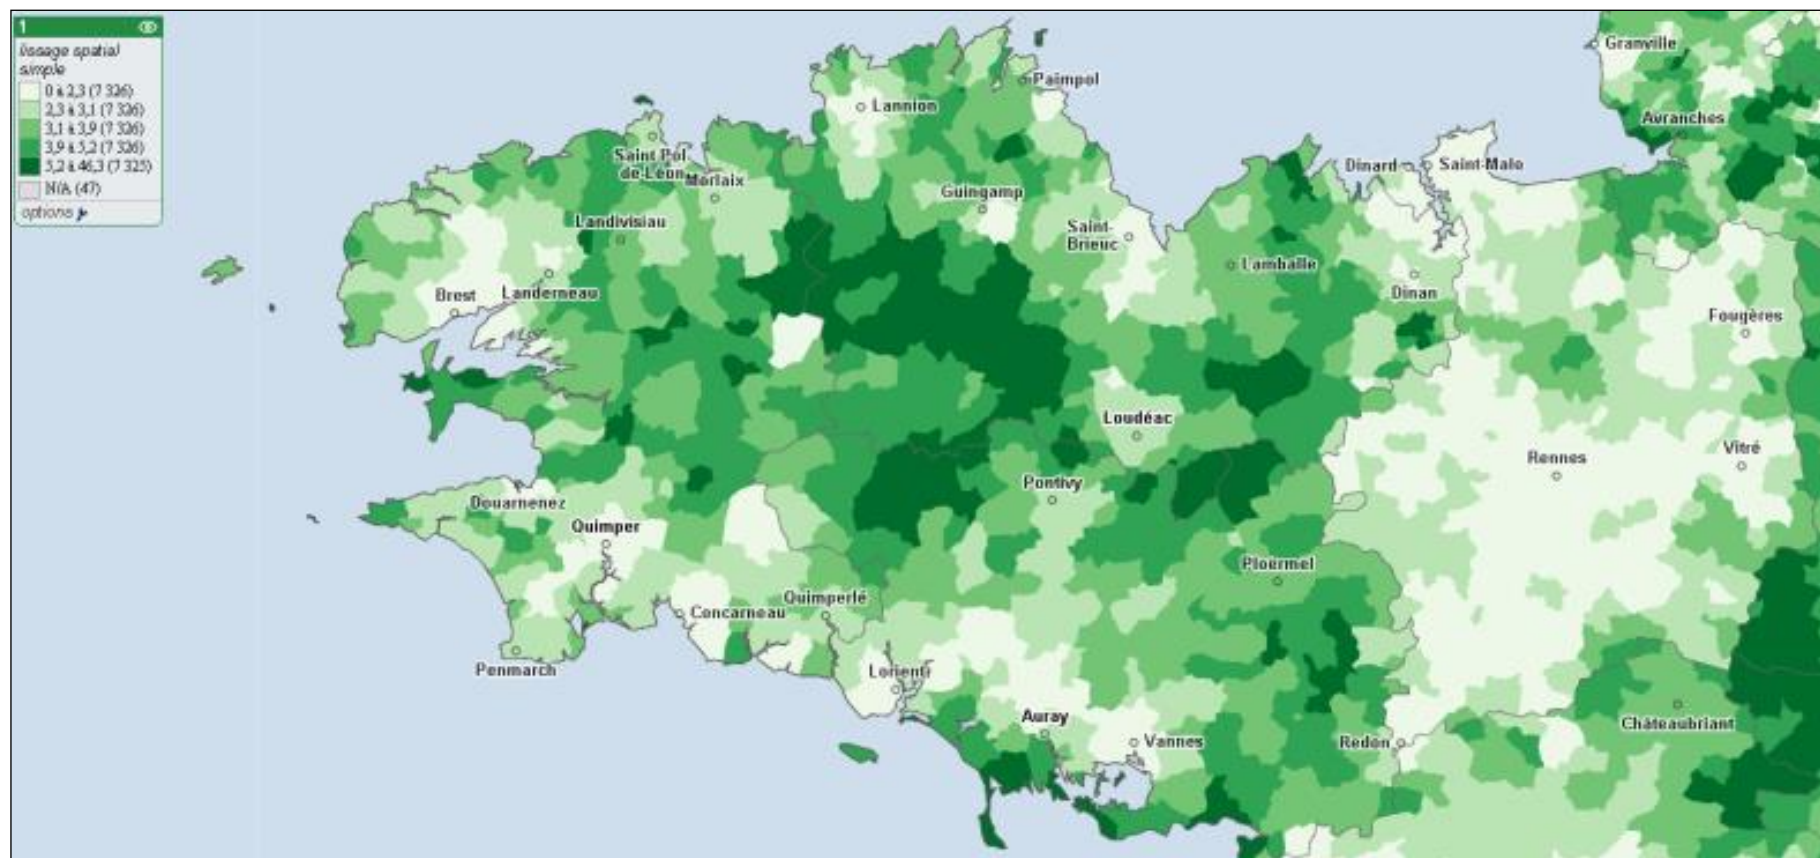 1
lissage spatial
simple
0 à 2,3 (7 326)
2,3 à 3,1 (7 326)
3,1 à 3,9 (7 326)
3,9 à 5,2 (7 326)
5,2 à 46,3 (7 325)
N/A (47)
options
Granville
Paimpol
Lannion
Avranches
Saint Pol
de-Léon
Morlaix
Dinard
Saint-Malo
Guingamp
Landivisiau
Saint-
Brieuc
Lamballe
Brest
Landerneau
Dinan
Fougères
Loudéac
Vitré
Rennes
Pontivy
Douarnenez
Quimper
Ploërmel
Quimperlé
Concarneau
Penmarch
Lorient
Auray
Vannes
Redon
Châteaubriant